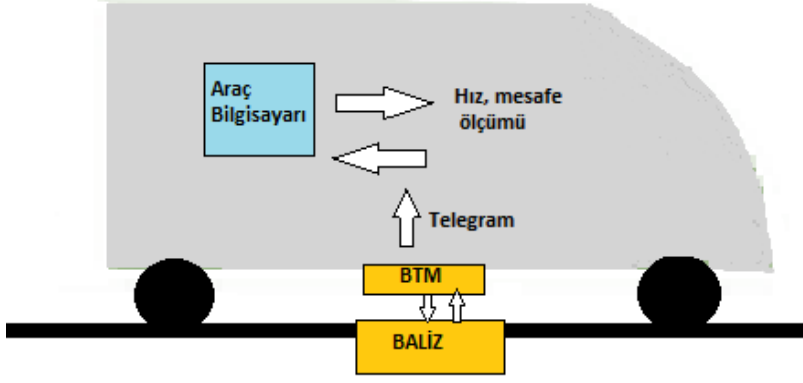 Araç
Bilgisayarı
Hız, mesafe
ölçümü
Telegram
BTM
BALİZ